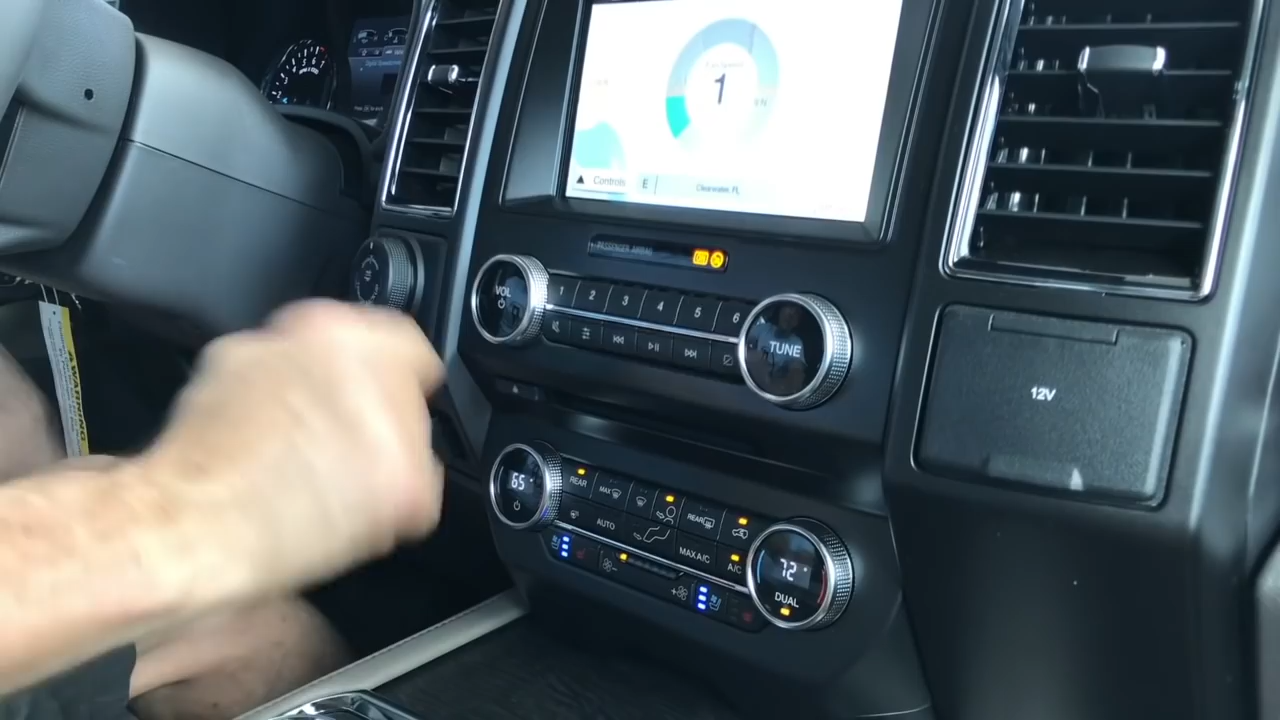 1
Controls
E
Clearwater, FL
PASSENGER AIRBAG
VOL
1 2 3 4 5 6
TUNE
12V
WARNING
65
REAR
MAX
REAR
AUTO
MAX A/C
A/C
72
DUAL